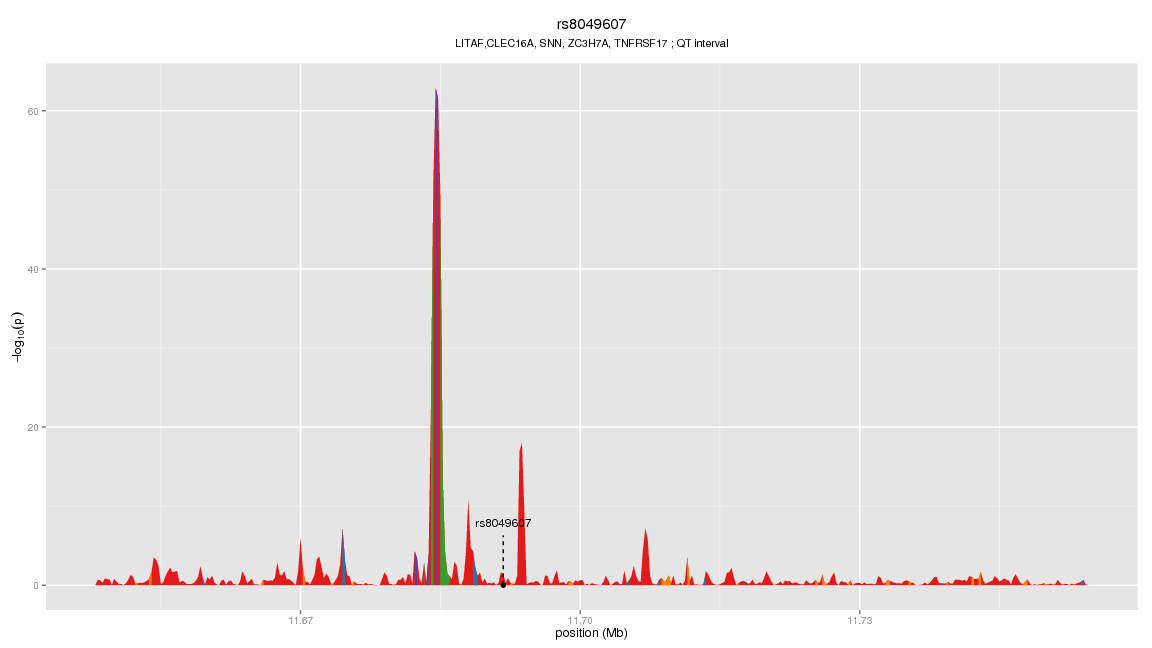 rs8049607
LITAF,CLEC16A, SNN, ZC3H7A, TNFRSF17 ; QT interval
60
40
20
0
−log10(p)
rs8049607
11.67
11.70
11.73
position (Mb)